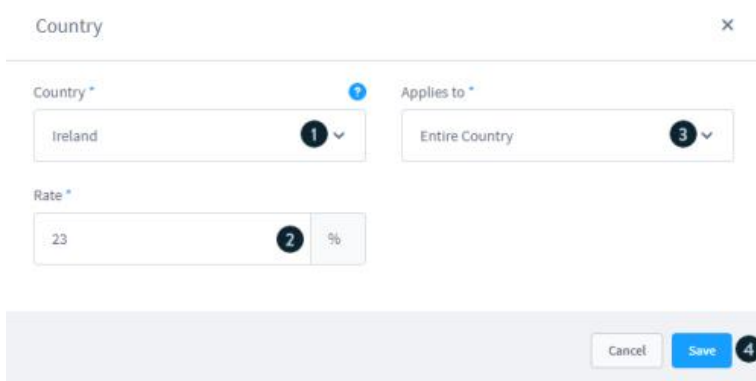 Country ×
Country * ? Applies to *
Ireland 1 Entire Country 3
Rate *
23 2 %
Cancel Save 4